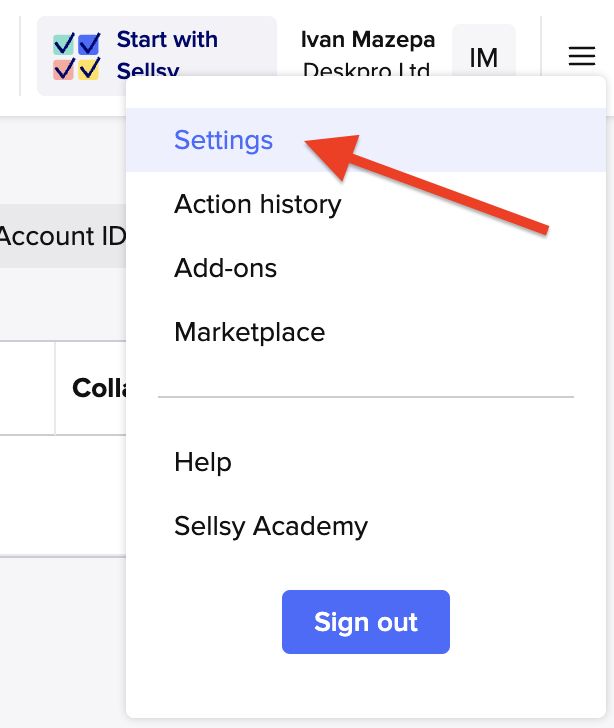 Start with
Sellsy
Ivan Mazepa
Deskpro Ltd
IM
Settings
Action history
Account ID
Add-ons
Marketplace
Help
Sellsy Academy
Sign out